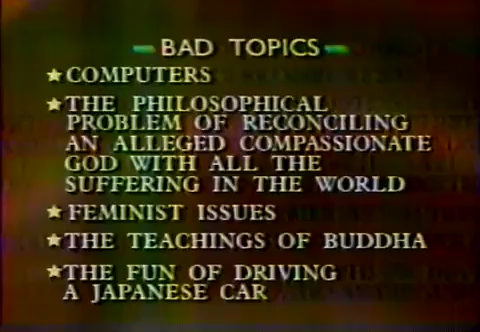 BAD TOPICS
★COMPUTERS
★THE PHILOSOPHICAL
PROBLEM OF RECONCILING
AN ALLEGED COMPASSIONATE
GOD WITH ALL THE
SUFFERING IN THE WORLD
★FEMINIST ISSUES
★THE TEACHINGS OF BUDDHA
★THE FUN OF DRIVING
A JAPANESE CAR